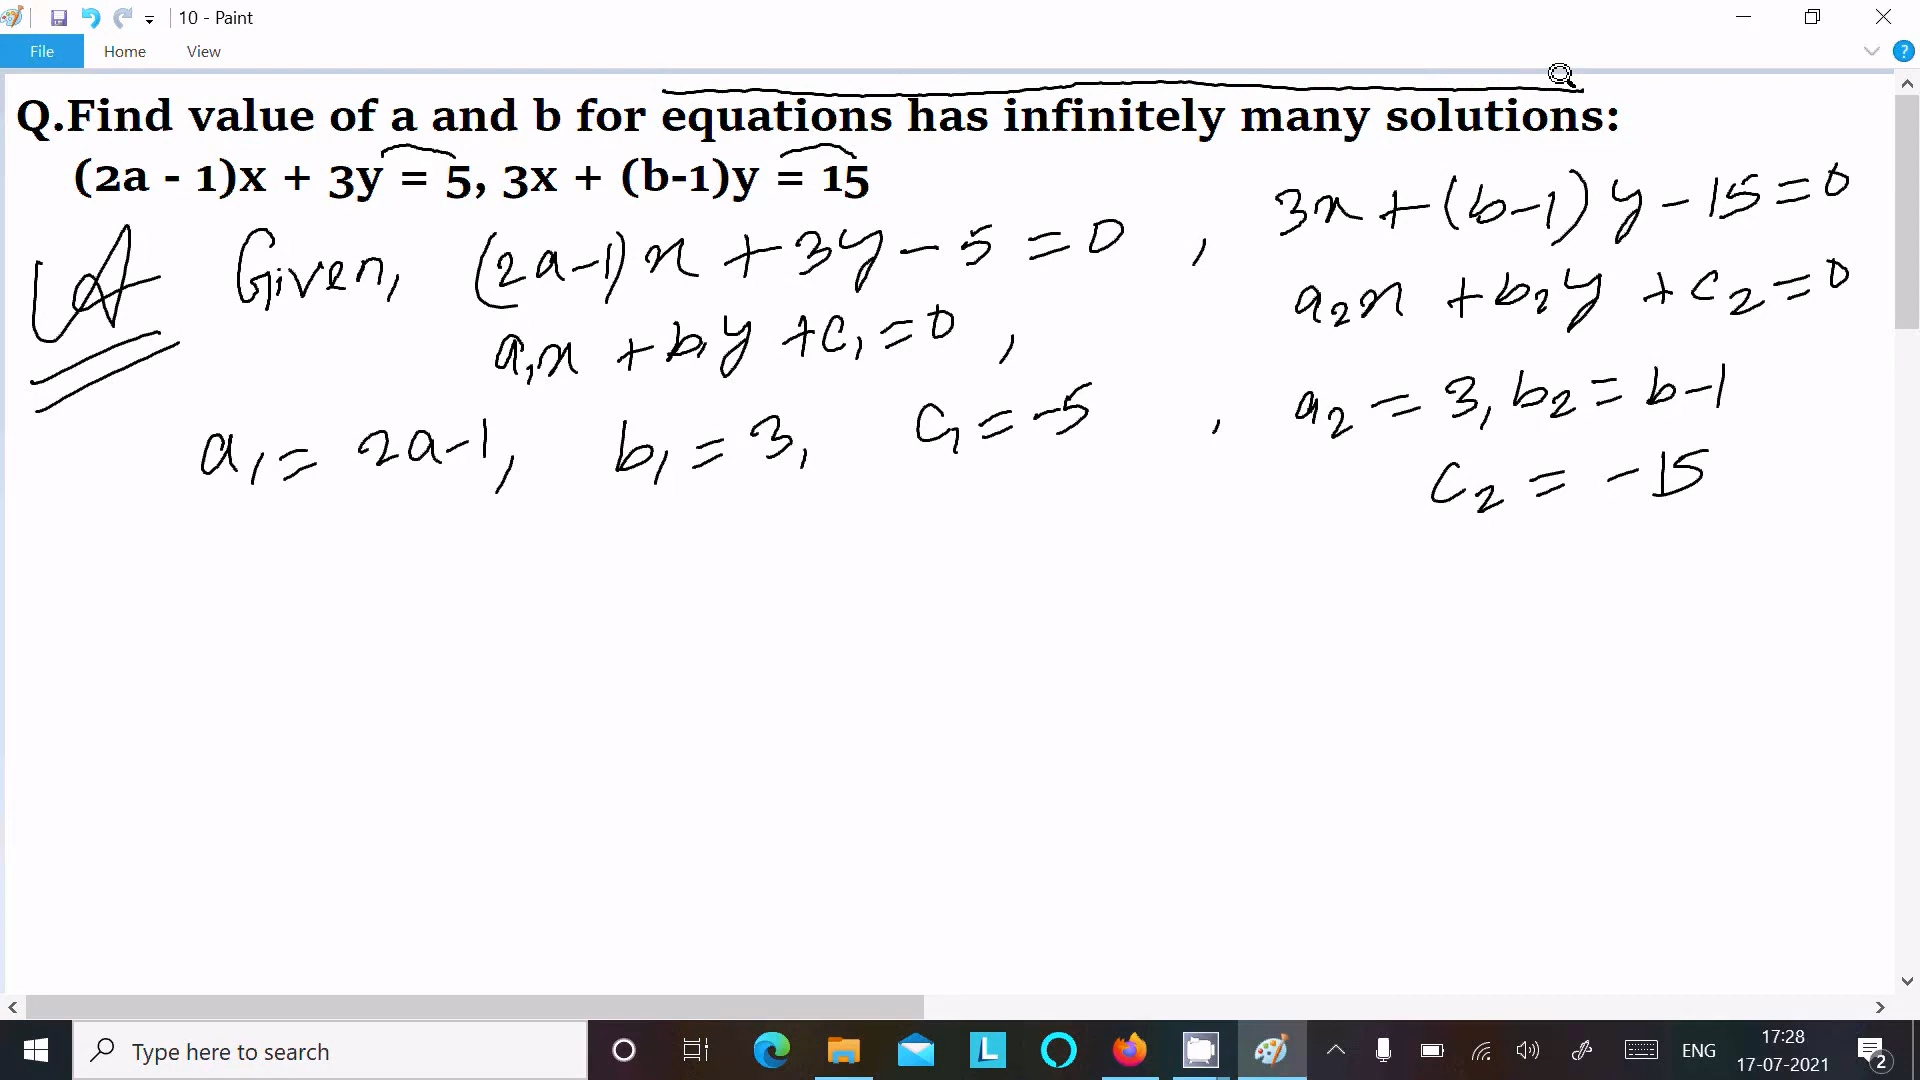 10 - Paint
File Home View
Q.Find value of a and b for equations has infinitely many solutions:
(2a - 1)x + 3y = 5, 3x + (b-1)y = 15
Given, (2a-1)x + 3y - 5 = 0 , 3x + (b-1)y - 15 = 0
a₁x + b₁y + c₁ = 0 , a₂x + b₂y + c₂ = 0
a₁ = 2a-1, b₁ = 3, c₁ = -5 , a₂ = 3, b₂ = b-1
c₂ = -15
Type here to search
ENG
17:28
17-07-2021
2